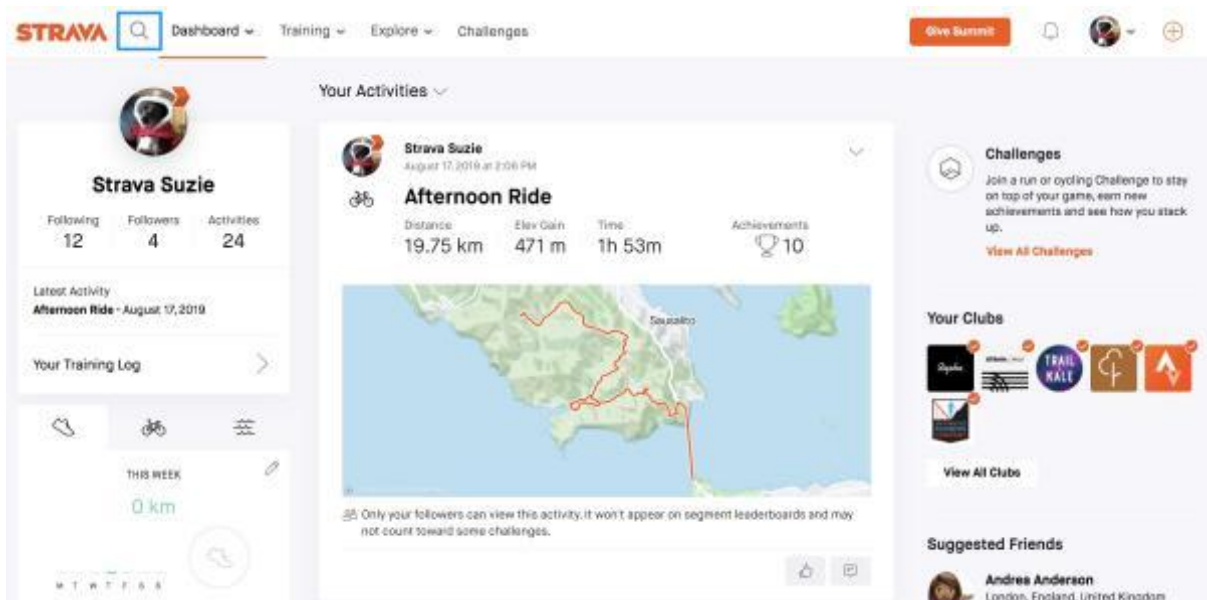 STRAVA Dashboard Training Explore Challenges Give Summit
Your Activities
Strava Suzie
Following Followers Activities
12 4 24
Latest Activity
Afternoon Ride - August 17, 2019
Your Training Log
THIS WEEK
0 km
M T W T F S S
Strava Suzie
August 17, 2019 at 2:06 PM
Afternoon Ride
Distance Elev Gain Time Achievements
19.75 km 471 m 1h 53m 10
Sausalito
Only your followers can view this activity, it won't appear on segment leaderboards and may
not count toward some challenges.
Challenges
Join a run or cycling Challenge to stay
on top of your game, earn new
achievements and see how you stack
up.
View All Challenges
Your Clubs
Rapha
TRAIL
KALE
View All Clubs
Suggested Friends
Andrea Anderson
London, England, United Kingdom